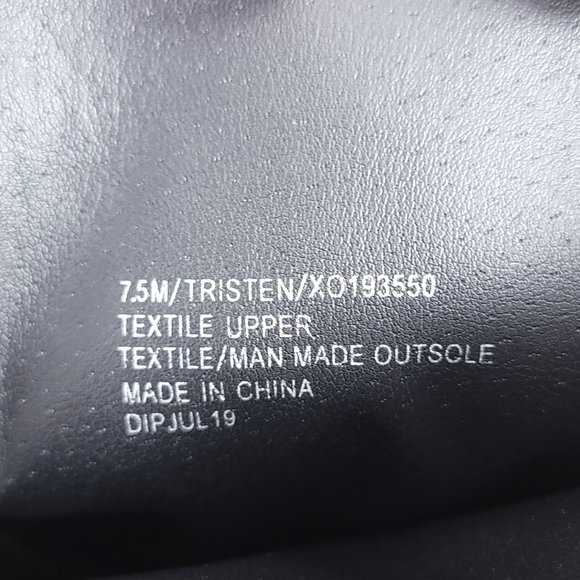 7.5M/TRISTEN/XO193550
TEXTILE UPPER
TEXTILE/MAN MADE OUTSOLE
MADE IN CHINA
DIPJUL19